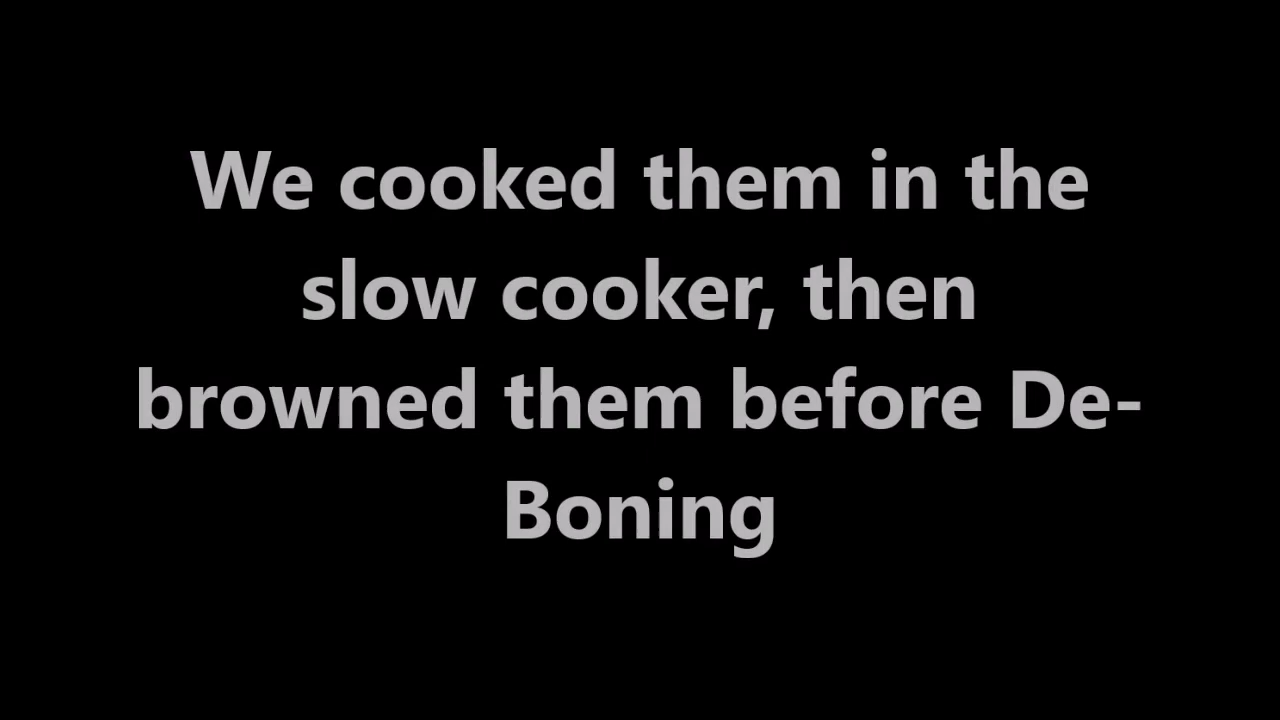 We cooked them in the
slow cooker, then
browned them before De-
Boning